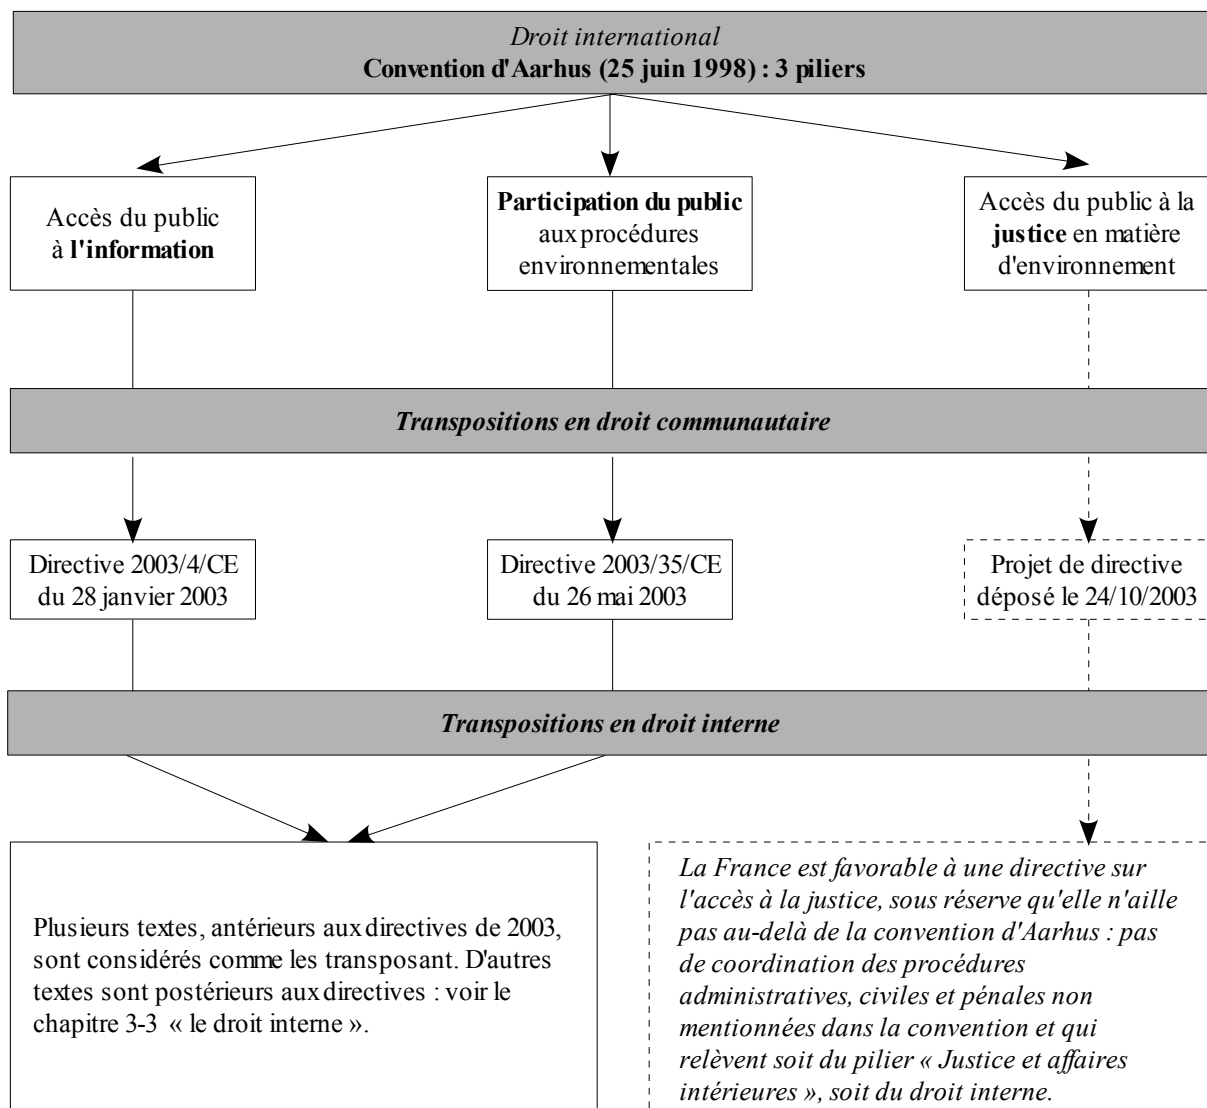 Droit international
Convention d'Aarhus (25 juin 1998) : 3 piliers
Accès du public
à l'information
Participation du public
aux procédures
environnementales
Accès du public à la
justice en matière
d'environnement
Transpositions en droit communautaire
Directive 2003/4/CE
du 28 janvier 2003
Directive 2003/35/CE
du 26 mai 2003
Projet de directive
déposé le 24/10/2003
Transpositions en droit interne
Plusieurs textes, antérieurs aux directives de 2003,
sont considérés comme les transposant. D'autres
textes sont postérieurs aux directives : voir le
chapitre 3-3 « le droit interne ».
La France est favorable à une directive sur
l'accès à la justice, sous réserve qu'elle n'aille
pas au-delà de la convention d'Aarhus : pas
de coordination des procédures
administratives, civiles et pénales non
mentionnées dans la convention et qui
relèvent soit du pilier « Justice et affaires
intérieures », soit du droit interne.